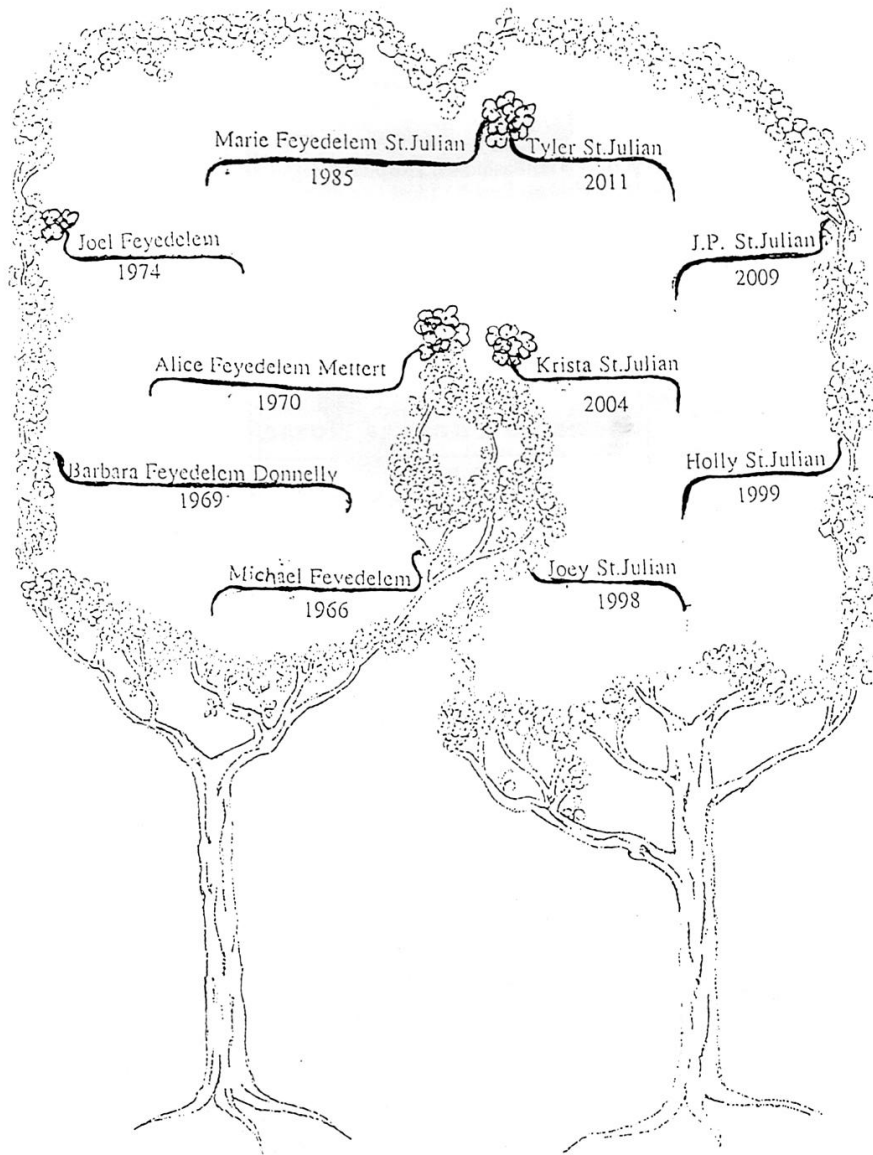 Marie Feyedelem St.Julian
1985
Tyler St.Julian
2011
Joel Feyedelem
1974
J.P. St.Julian
2009
Alice Feyedelem Mettert
1970
Krista St.Julian
2004
Barbara Feyedelem Donnelly
1969
Holly St.Julian
1999
Michael Feyedelem
1966
Joey St.Julian
1998